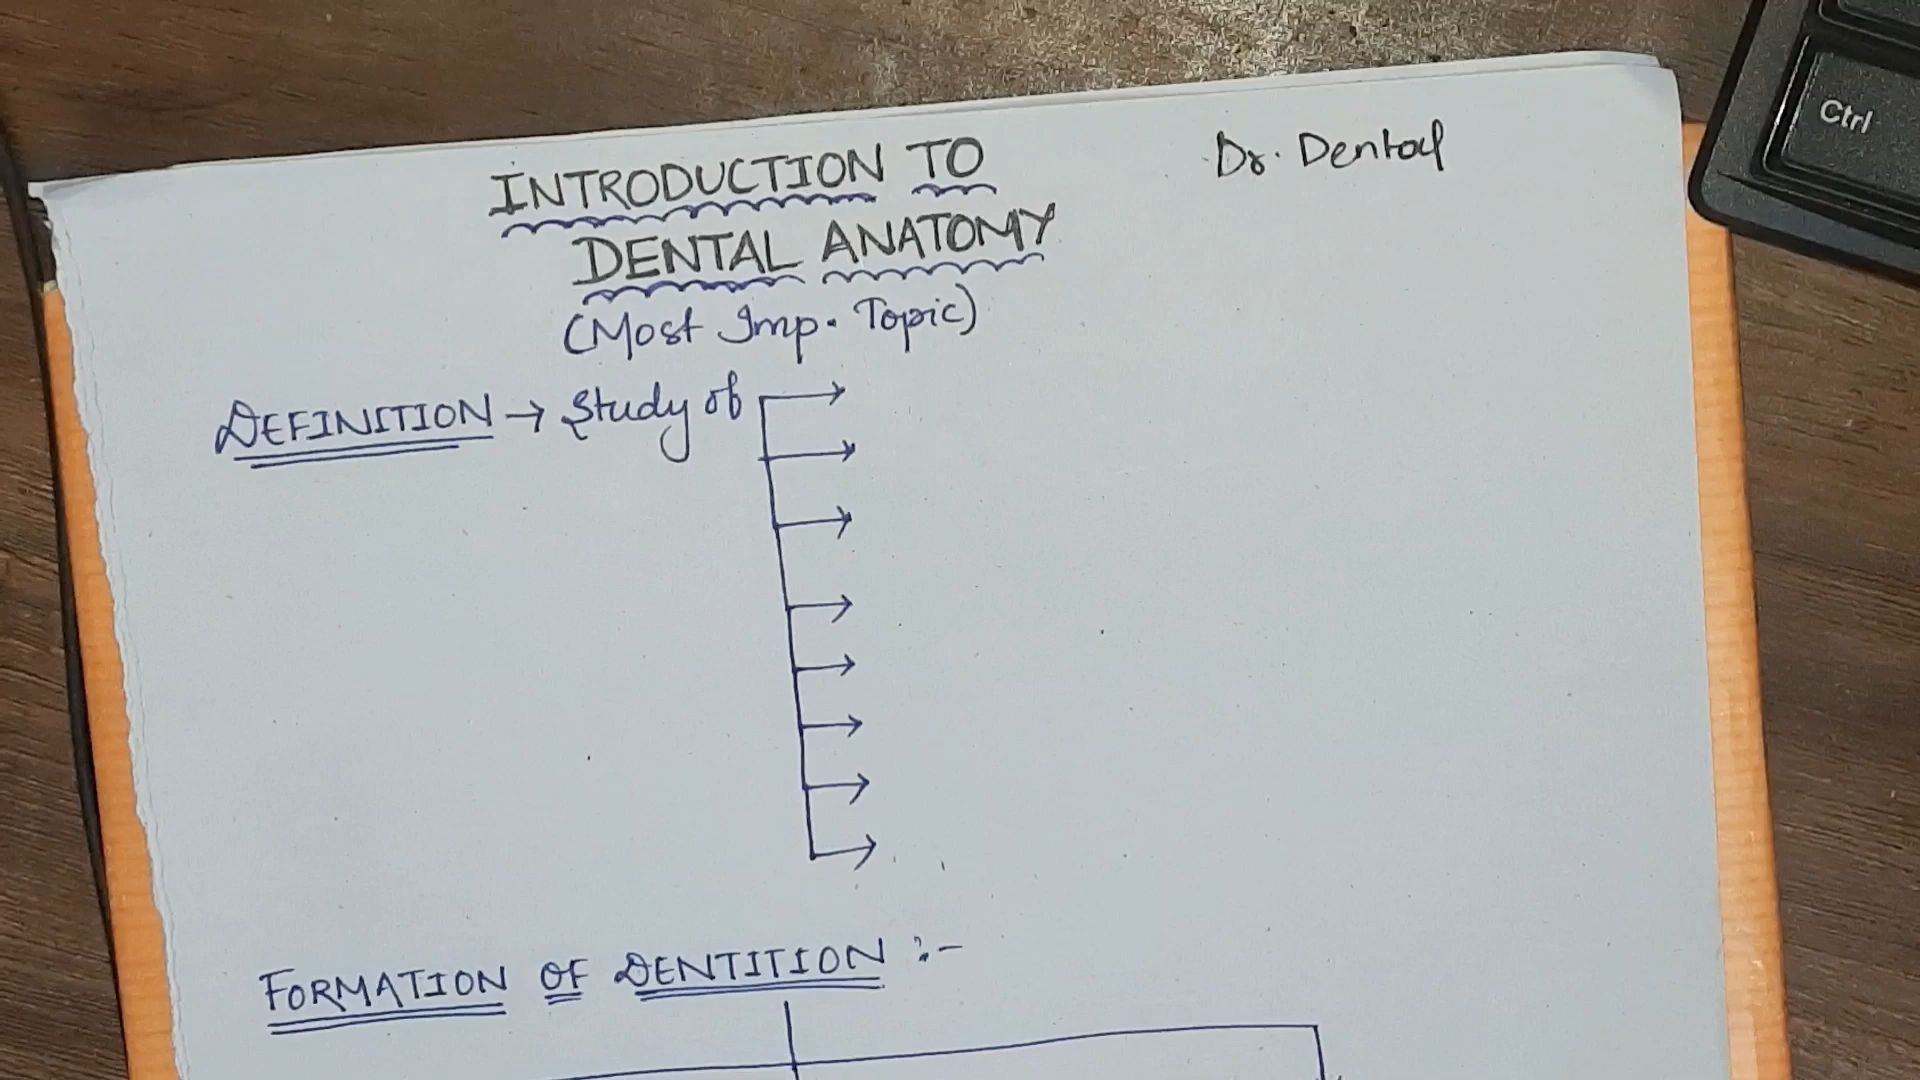 INTRODUCTION TO
Dr. Dental
DENTAL ANATOMY
(Most Imp. Topic)
DEFINITION → Study of
FORMATION OF DENTITION :-
Ctrl